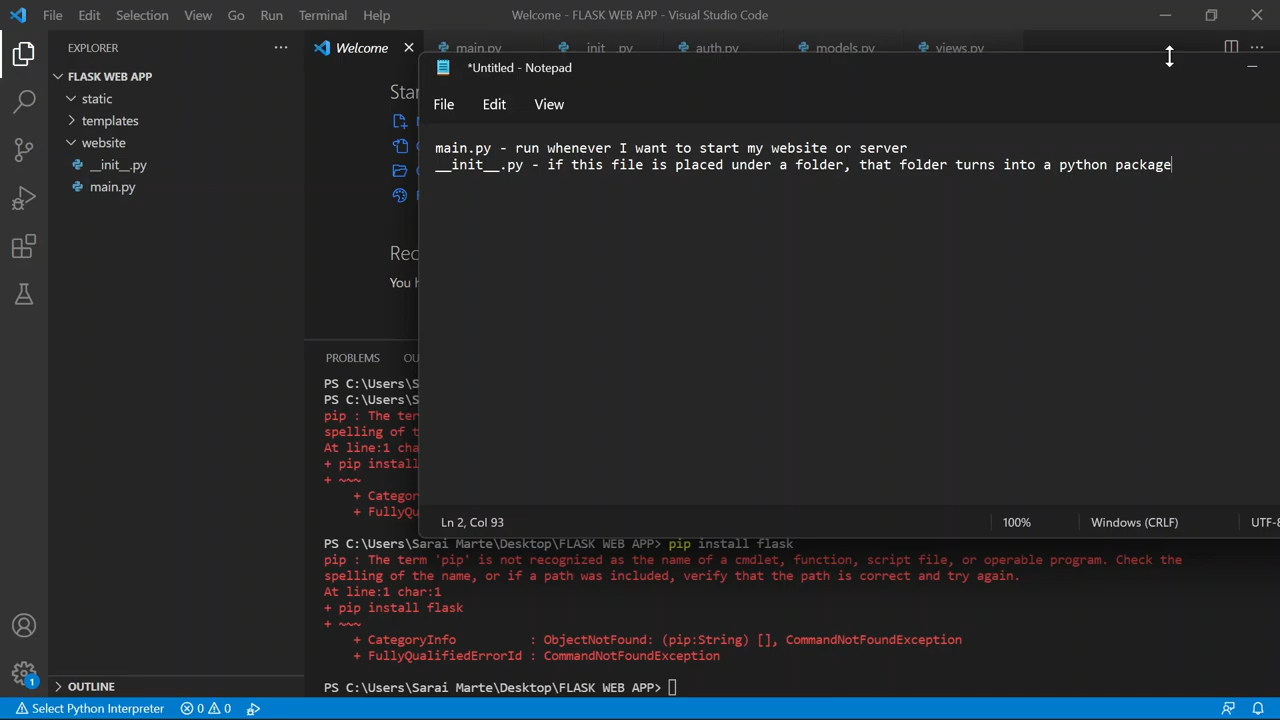 File Edit Selection View Go Run Terminal Help
Welcome - FLASK WEB APP - Visual Studio Code
EXPLORER
Welcome
main.py
__init__.py
auth.py
models.py
views.py
FLASK WEB APP
static
templates
website
__init__.py
main.py
Star
Rec
You h
*Untitled - Notepad
File Edit View
main.py - run whenever I want to start my website or server
__init__.py - if this file is placed under a folder, that folder turns into a python package
Ln 2, Col 93
100%
Windows (CRLF)
UTF-8
PROBLEMS OU
PS C:\Users\S
PS C:\Users\S
pip : The ter
spelling of t
At line:1 cha
+ pip install
+ ~~~
+ Categor
+ FullyQu
PS C:\Users\Sarai Marte\Desktop\FLASK WEB APP> pip install flask
pip : The term 'pip' is not recognized as the name of a cmdlet, function, script file, or operable program. Check the
spelling of the name, or if a path was included, verify that the path is correct and try again.
At line:1 char:1
+ pip install flask
+ ~~~
+ CategoryInfo : ObjectNotFound: (pip:String) [], CommandNotFoundException
+ FullyQualifiedErrorId : CommandNotFoundException
PS C:\Users\Sarai Marte\Desktop\FLASK WEB APP>
OUTLINE
1
Select Python Interpreter
0
0